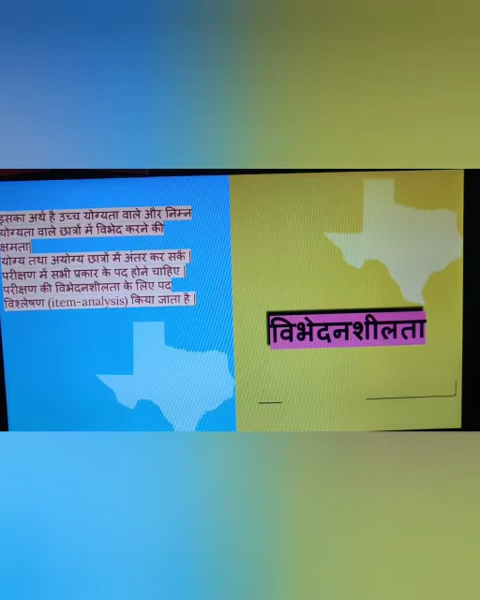 इसका अर्थ है उच्च योग्यता वाले और निम्न
योग्यता वाले छात्रों में विभेद करने की
क्षमता|
योग्य तथा अयोग्य छात्रों में अंतर कर सकें |
परीक्षण में सभी प्रकार के पद होने चाहिए |
परीक्षण की विभेदनशीलता के लिए पद
विश्लेषण (item-analysis) किया जाता है |
विभेदनशीलता